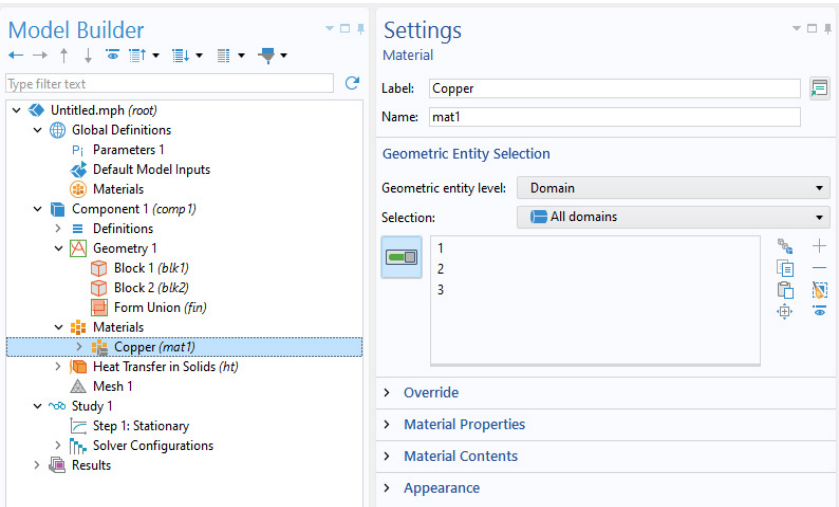 Model Builder
Type filter text
Untitled.mph (root)
Global Definitions
Pi Parameters 1
Default Model Inputs
Materials
Component 1 (comp1)
Definitions
Geometry 1
Block 1 (blk1)
Block 2 (blk2)
Form Union (fin)
Materials
Copper (mat1)
Heat Transfer in Solids (ht)
Mesh 1
Study 1
Step 1: Stationary
Solver Configurations
Results
Settings
Material
Label: Copper
Name: mat1
Geometric Entity Selection
Geometric entity level: Domain
Selection: All domains
1
2
3
Override
Material Properties
Material Contents
Appearance